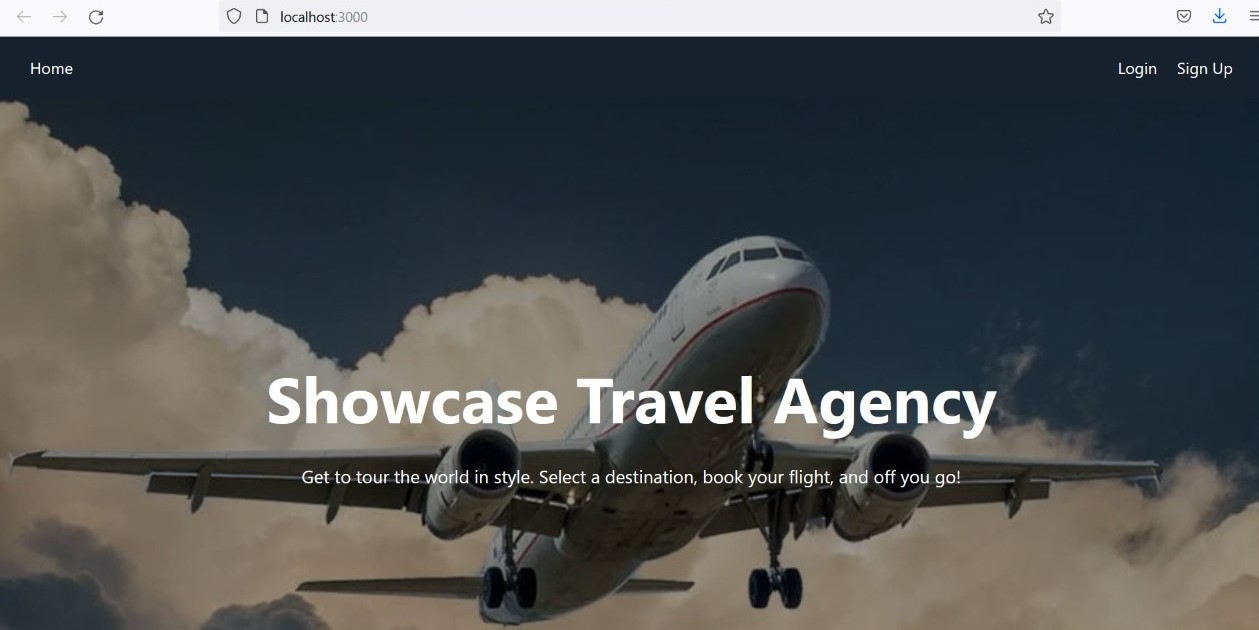 localhost:3000
Home
Login Sign Up
Showcase Travel Agency
Get to tour the world in style. Select a destination, book your flight, and off you go!